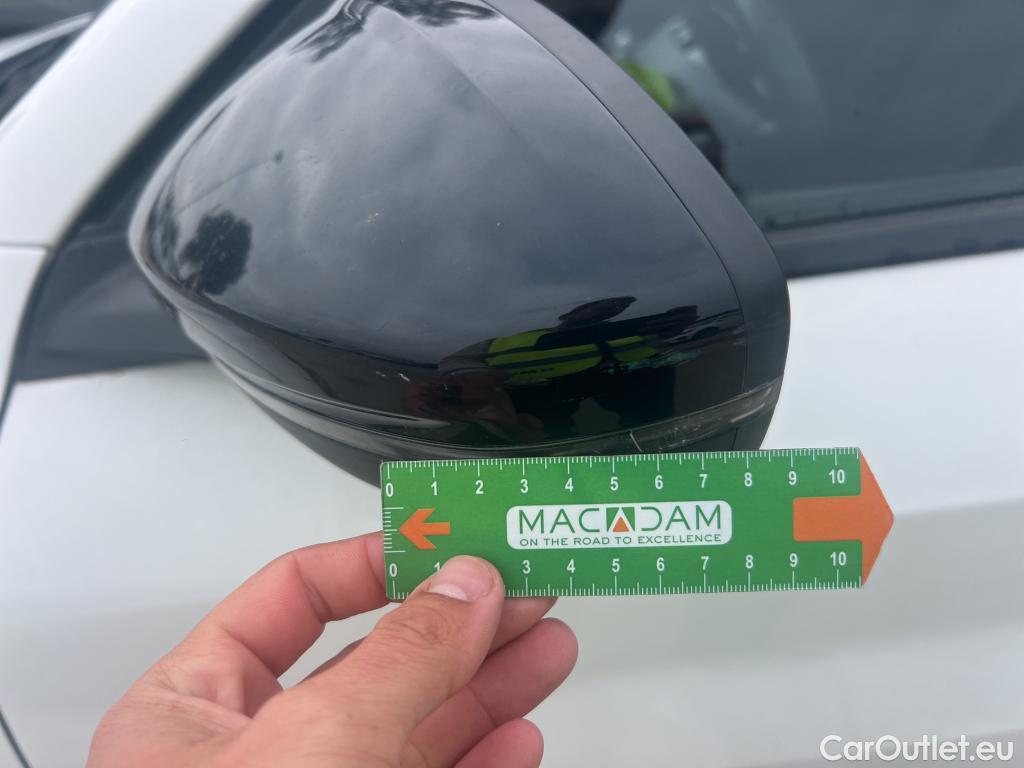 0 1 2 3 4 5 6 7 8 9 10
MACADAM
ON THE ROAD TO EXCELLENCE
0 1 3 4 5 6 7 8 9 10
CarOutlet.eu